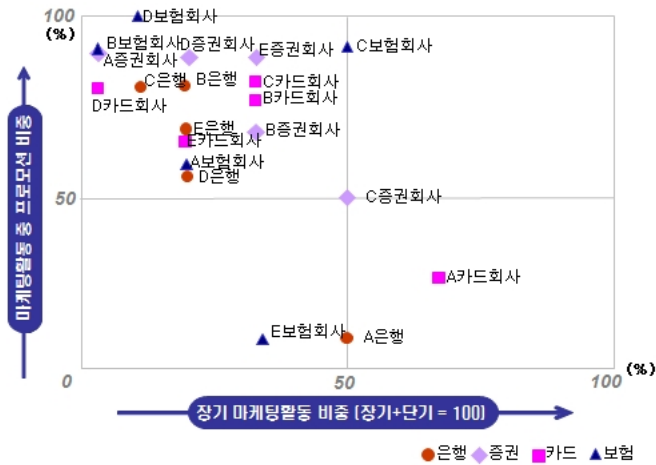 100
(%)
D보험회사
B보험회사
D증권회사
E증권회사
C보험회사
A증권회사
C은행
B은행
C카드회사
D카드회사
B카드회사
E은행
E카드회사
B증권회사
A보험회사
D은행
50
C증권회사
A카드회사
E보험회사
A은행
마케팅활동 중 프로모션 비중
0
50
100
(%)
장기 마케팅활동 비중 (장기+단기 = 100)
은행 증권 카드 보험